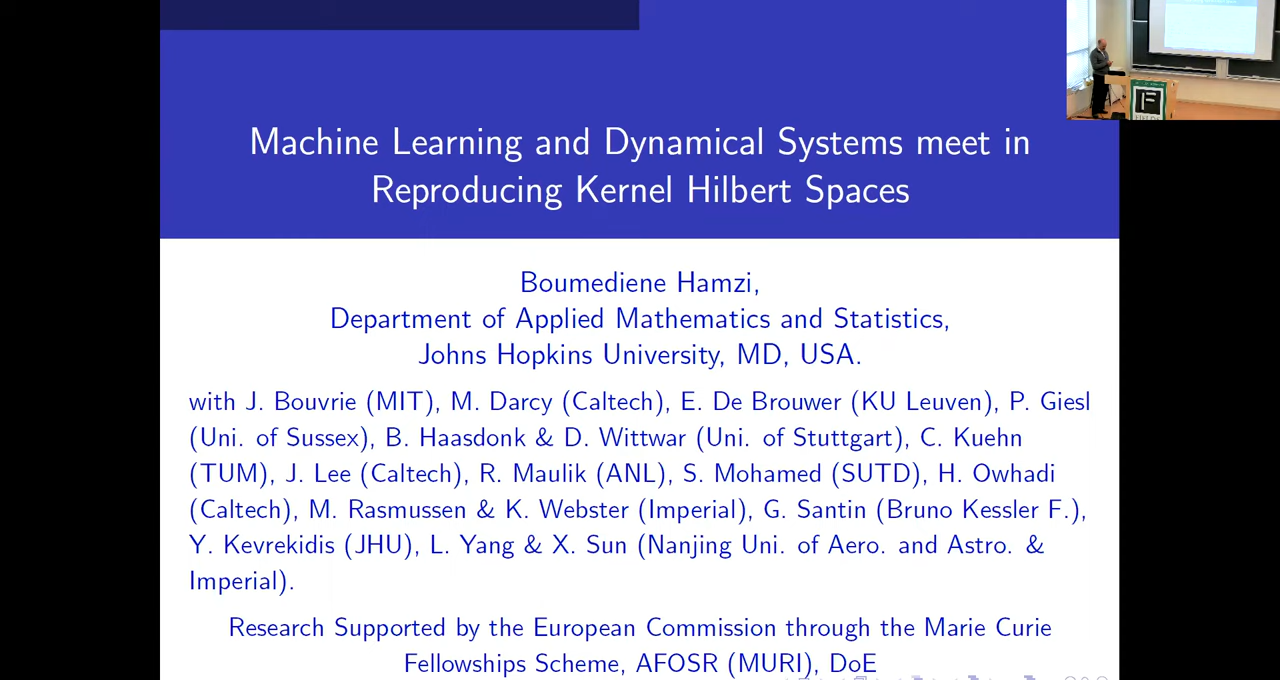 Machine Learning and Dynamical Systems meet in
Reproducing Kernel Hilbert Spaces
Boumediene Hamzi,
Department of Applied Mathematics and Statistics,
Johns Hopkins University, MD, USA.
with J. Bouvrie (MIT), M. Darcy (Caltech), E. De Brouwer (KU Leuven), P. Giesl
(Uni. of Sussex), B. Haasdonk & D. Wittwar (Uni. of Stuttgart), C. Kuehn
(TUM), J. Lee (Caltech), R. Maulik (ANL), S. Mohamed (SUTD), H. Owhadi
(Caltech), M. Rasmussen & K. Webster (Imperial), G. Santin (Bruno Kessler F.),
Y. Kevrekidis (JHU), L. Yang & X. Sun (Nanjing Uni. of Aero. and Astro. &
Imperial).
Research Supported by the European Commission through the Marie Curie
Fellowships Scheme, AFOSR (MURI), DoE